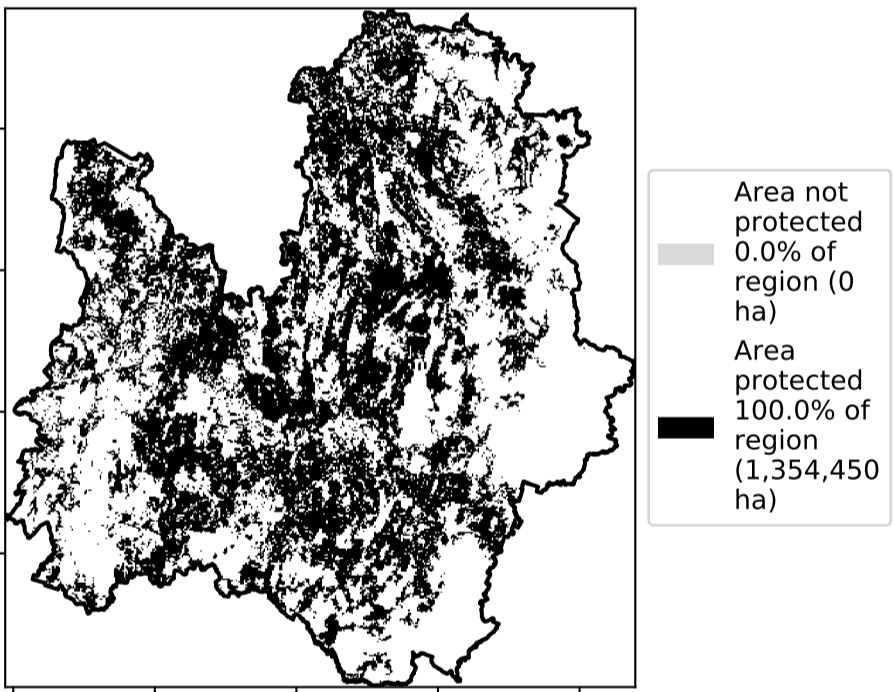 Area not
protected
0.0% of
region (0
ha)
Area
protected
100.0% of
region
(1,354,450
ha)